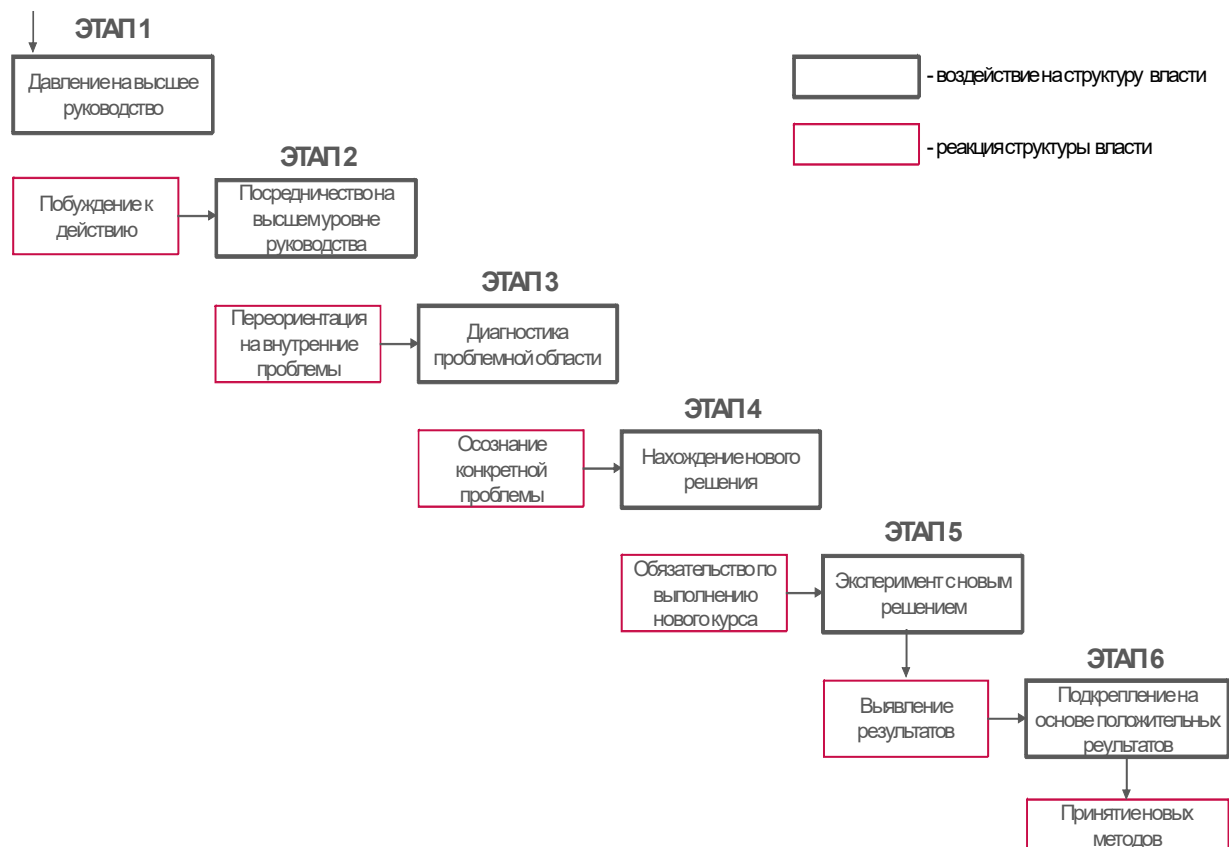 ЭТАП 1
Давление на высшее
руководство
- воздействие на структуру власти
- реакция структуры власти
ЭТАП 2
Побуждение к
действию
Посредничество на
высшем уровне
руководства
ЭТАП 3
Переориентация
на внутренние
проблемы
Диагностика
проблемной области
ЭТАП 4
Осознание
конкретной
проблемы
Нахождение нового
решения
ЭТАП 5
Обязательство по
выполнению
нового курса
Эксперимент с новым
решением
ЭТАП 6
Выявление
результатов
Подкрепление на
основе положительных
реультатов
Принятие новых
методов